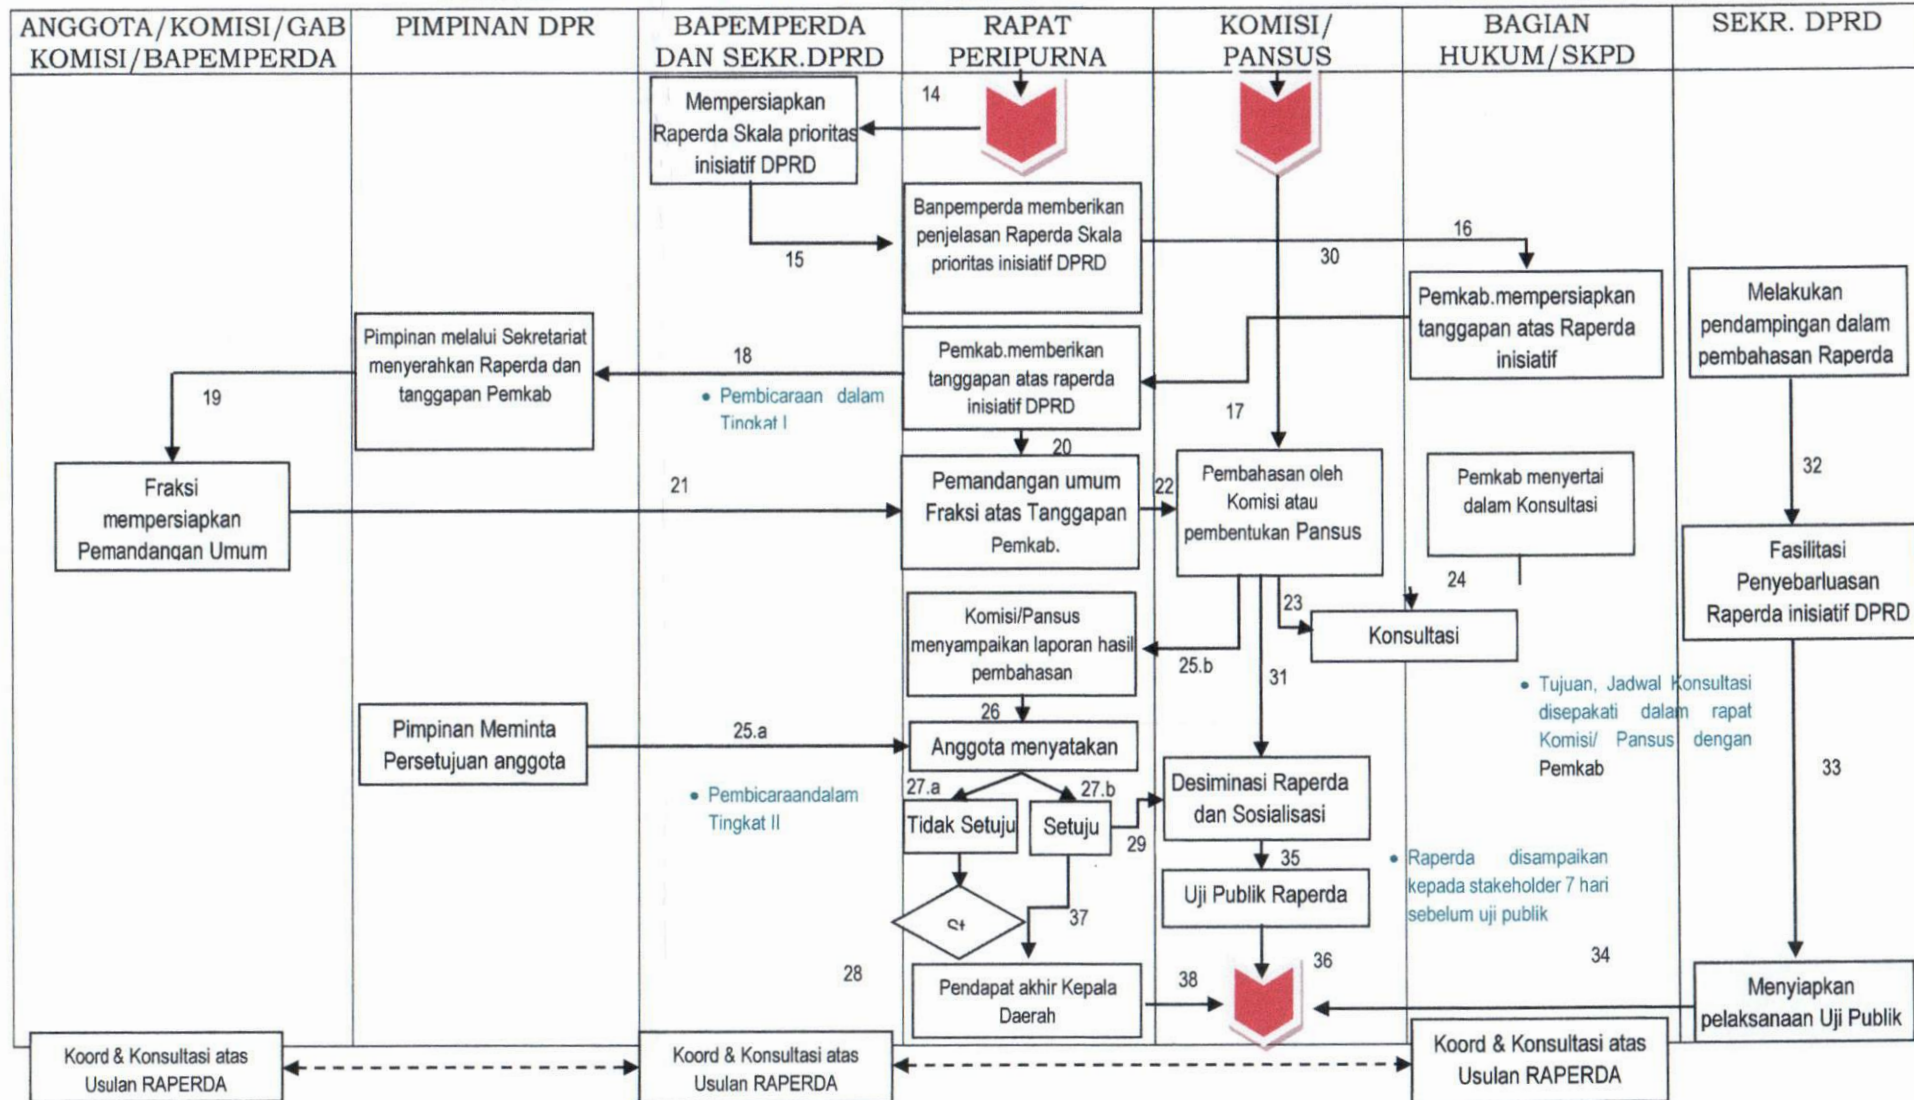 ANGGOTA/KOMISI/GAB
KOMISI/BAPEMPERDA
PIMPINAN DPR
BAPEMPERDA
DAN SEKR.DPRD
RAPAT
PERIPURNA
KOMISI/
PANSUS
BAGIAN
HUKUM/SKPD
SEKR. DPRD
Mempersiapkan
Raperda Skala prioritas
inisiatif DPRD
14
15
Banpemperda memberikan
penjelasan Raperda Skala
prioritas inisiatif DPRD
30
16
Pemkab.mempersiapkan
tanggapan atas Raperda
inisiatif
Melakukan
pendampingan dalam
pembahasan Raperda
Pimpinan melalui Sekretariat
menyerahkan Raperda dan
tanggapan Pemkab
18
• Pembicaraan dalam
Tingkat I
Pemkab.memberikan
tanggapan atas raperda
inisiatif DPRD
17
19
20
Fraksi
mempersiapkan
Pemandangan Umum
21
Pemandangan umum
Fraksi atas Tanggapan
Pemkab.
22
Pembahasan oleh
Komisi atau
pembentukan Pansus
Pemkab menyertai
dalam Konsultasi
32
24
23
Konsultasi
Fasilitasi
Penyebarluasan
Raperda inisiatif DPRD
Komisi/Pansus
menyampaikan laporan hasil
pembahasan
25.b
31
• Tujuan, Jadwal Konsultasi
disepakati dalam rapat
Komisi/ Pansus dengan
Pemkab
33
26
Pimpinan Meminta
Persetujuan anggota
25.a
Anggota menyatakan
• Pembicaraandalam
Tingkat II
27.a
27.b
Tidak Setuju
Setuju
29
Desiminasi Raperda
dan Sosialisasi
35
• Raperda disampaikan
kepada stakeholder 7 hari
sebelum uji publik
Uji Publik Raperda
37
28
36
34
Pendapat akhir Kepala
Daerah
38
Menyiapkan
pelaksanaan Uji Publik
Koord & Konsultasi atas
Usulan RAPERDA
Koord & Konsultasi atas
Usulan RAPERDA
Koord & Konsultasi atas
Usulan RAPERDA